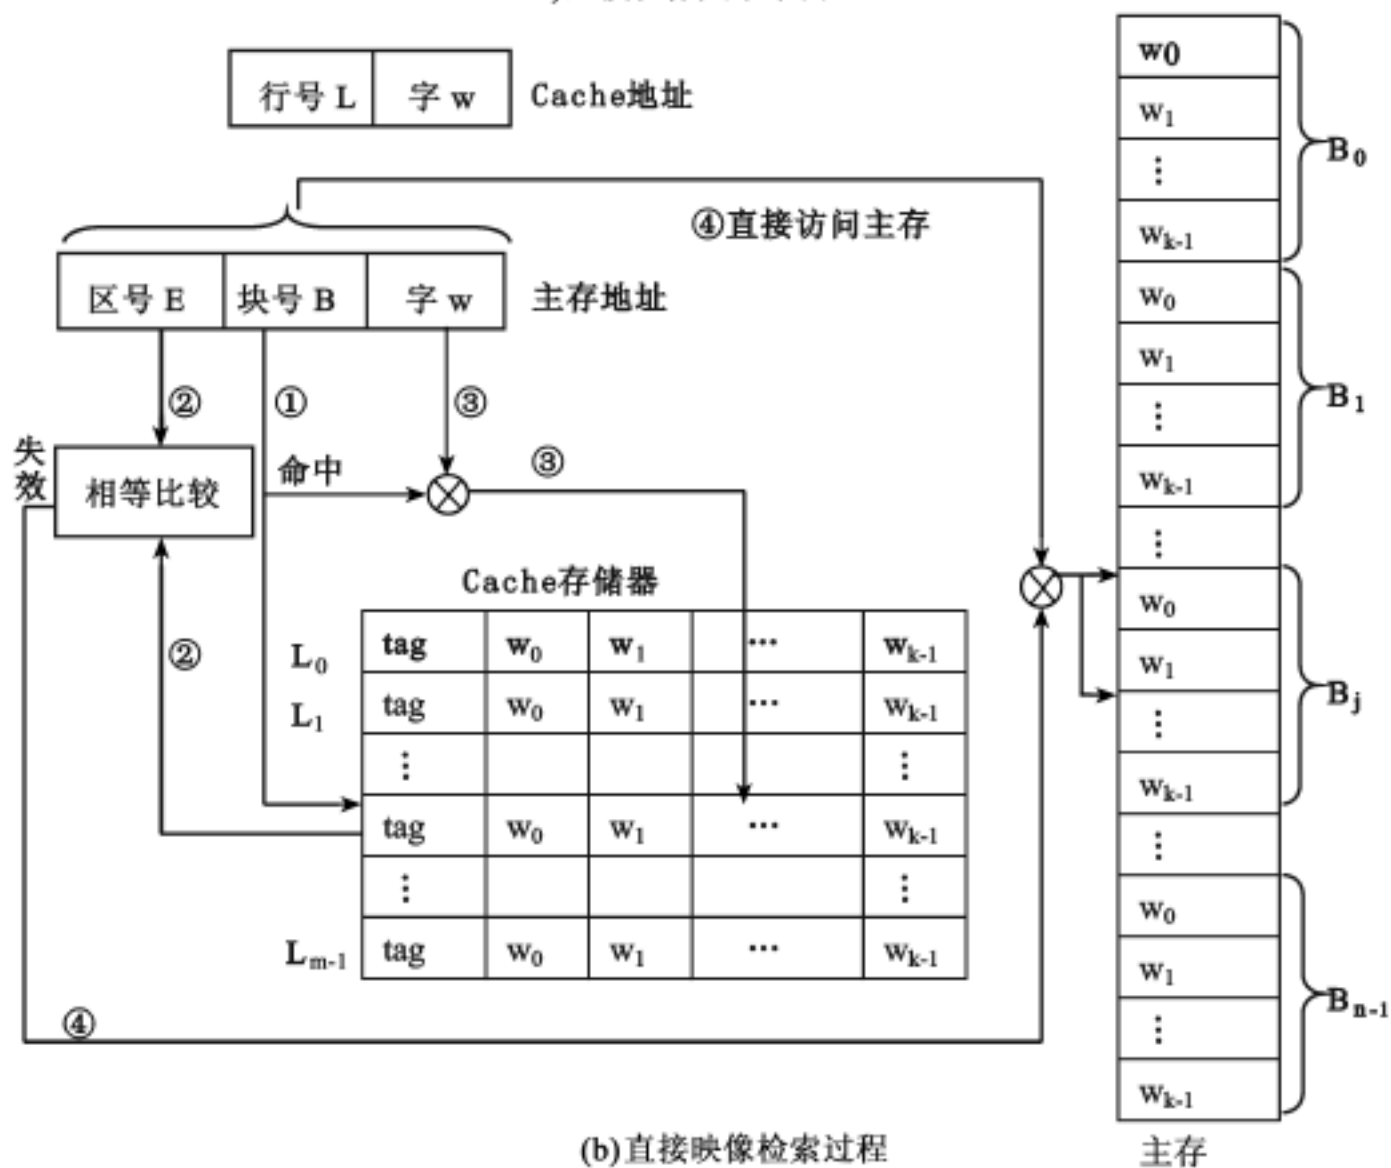 行号 L 字 w Cache地址
④直接访问主存
区号 E 块号 B 字 w 主存地址
② ① ③
失效
相等比较
命中
③
Cache存储器
②
L0 tag w0 w1 ⋯ wk-1
L1 tag w0 w1 ⋯ wk-1
⋮ ⋮
tag w0 w1 ⋯ wk-1
⋮ ⋮
Lm-1 tag w0 w1 ⋯ wk-1
④
w0
w1
⋮
wk-1
B0
w0
w1
⋮
wk-1
B1
⋮
w0
w1
⋮
wk-1
Bj
⋮
w0
w1
⋮
wk-1
Bn-1
(b)直接映像检索过程
主存